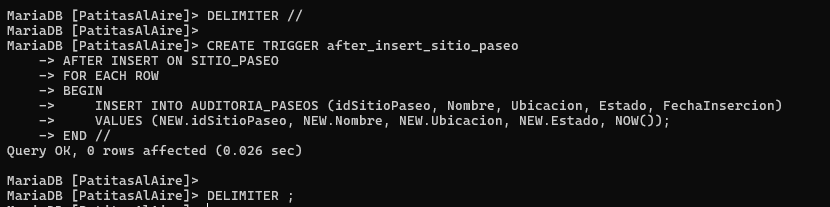 MariaDB [PatitasAlAire]> DELIMITER //
MariaDB [PatitasAlAire]>
MariaDB [PatitasAlAire]> CREATE TRIGGER after_insert_sitio_paseo
    -> AFTER INSERT ON SITIO_PASEO
    -> FOR EACH ROW
    -> BEGIN
    ->     INSERT INTO AUDITORIA_PASEOS (idSitioPaseo, Nombre, Ubicacion, Estado, FechaInsercion)
    ->     VALUES (NEW.idSitioPaseo, NEW.Nombre, NEW.Ubicacion, NEW.Estado, NOW());
    -> END //
Query OK, 0 rows affected (0.026 sec)
MariaDB [PatitasAlAire]>
MariaDB [PatitasAlAire]> DELIMITER ;